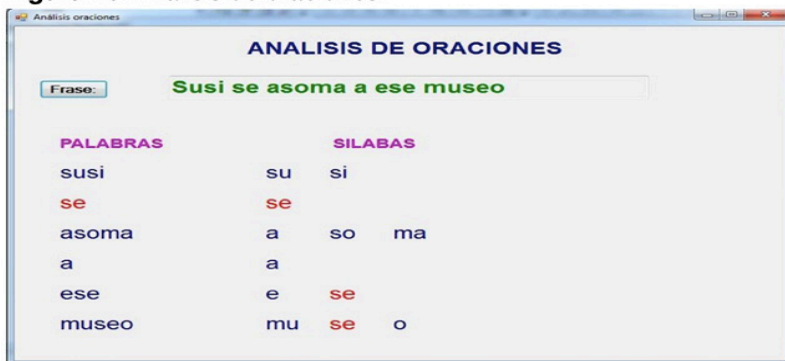 Análisis oraciones
ANALISIS DE ORACIONES
Frase: Susi se asoma a ese museo
PALABRAS SILABAS
susi su si
se se
asoma a so ma
a a
ese e se
museo mu se o